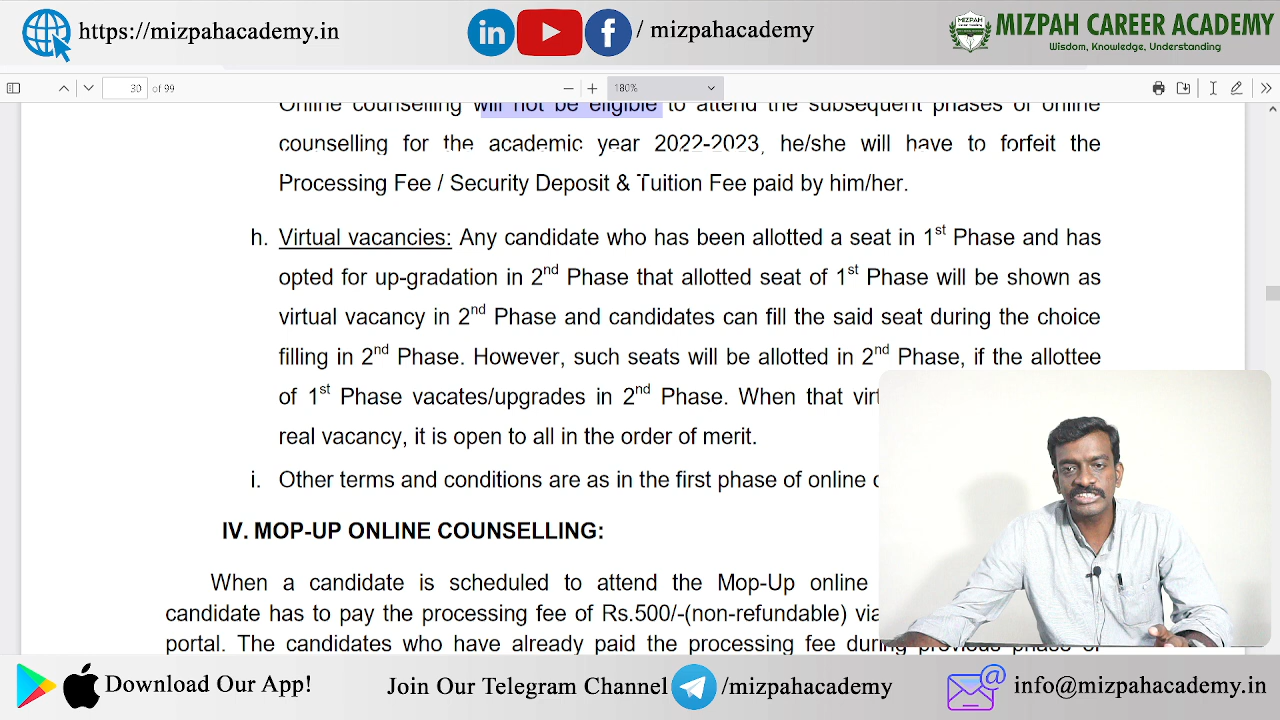 https://mizpahacademy.in
in
f
/ mizpahacademy
MIZPAH
MIZPAH CAREER ACADEMY
Wisdom, Knowledge, Understanding
30 of 99
180%
Online counselling will not be eligible to attend the subsequent phases of online
counselling for the academic year 2022-2023, he/she will have to forfeit the
Processing Fee / Security Deposit & Tuition Fee paid by him/her.
h. Virtual vacancies: Any candidate who has been allotted a seat in 1st Phase and has
opted for up-gradation in 2nd Phase that allotted seat of 1st Phase will be shown as
virtual vacancy in 2nd Phase and candidates can fill the said seat during the choice
filling in 2nd Phase. However, such seats will be allotted in 2nd Phase, if the allottee
of 1st Phase vacates/upgrades in 2nd Phase. When that
real vacancy, it is open to all in the order of merit.
i. Other terms and conditions are as in the first phase of online
IV. MOP-UP ONLINE COUNSELLING:
When a candidate is scheduled to attend the Mop-Up online
candidate has to pay the processing fee of Rs.500/-(non-refundable) via
portal. The candidates who have already paid the processing fee during previous phase of
Download Our App!
Join Our Telegram Channel
/mizpahacademy
@
info@mizpahacademy.in